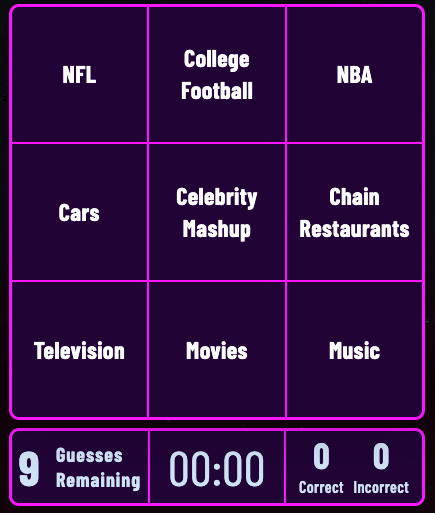 NFL
College
Football
NBA
Cars
Celebrity
Mashup
Chain
Restaurants
Television
Movies
Music
9
Guesses
Remaining
00:00
0 0
Correct Incorrect